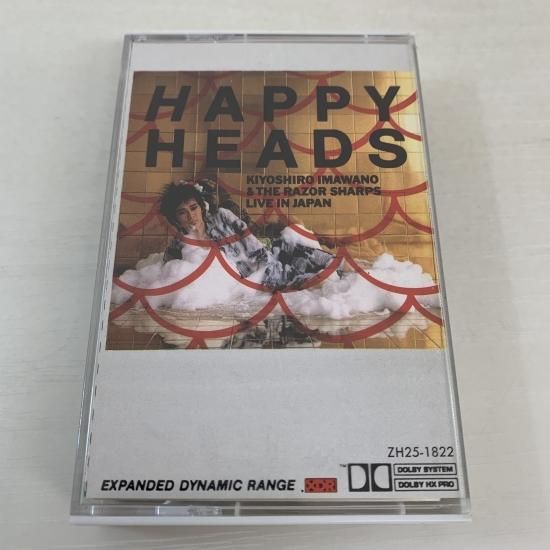 HAPPY
HEADS
KIYOSHIRO IMAWANO
& THE RAZOR SHARPS
LIVE IN JAPAN
ZH25-1822
EXPANDED DYNAMIC RANGE XDR
™ DOLBY SYSTEM
DOLBY HX PRO